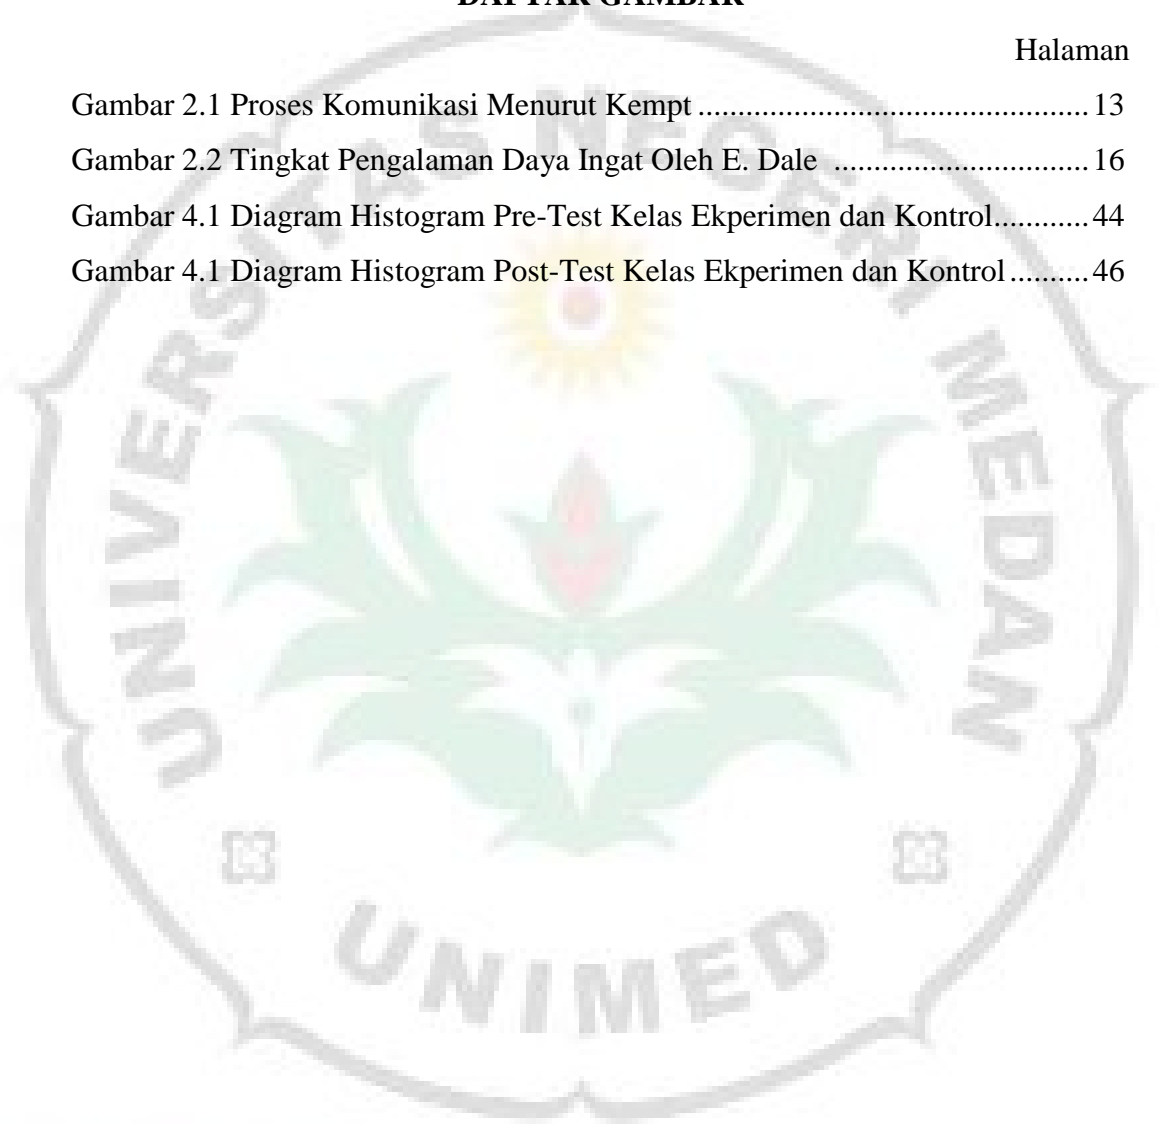 DAFTAR GAMBAR
Halaman
Gambar 2.1 Proses Komunikasi Menurut Kempt ................................................ 13
Gambar 2.2 Tingkat Pengalaman Daya Ingat Oleh E. Dale ................................ 16
Gambar 4.1 Diagram Histogram Pre-Test Kelas Ekperimen dan Kontrol............ 44
Gambar 4.1 Diagram Histogram Post-Test Kelas Ekperimen dan Kontrol.......... 46
UNIVERSITAS NEGERI MEDAN
UNIMED